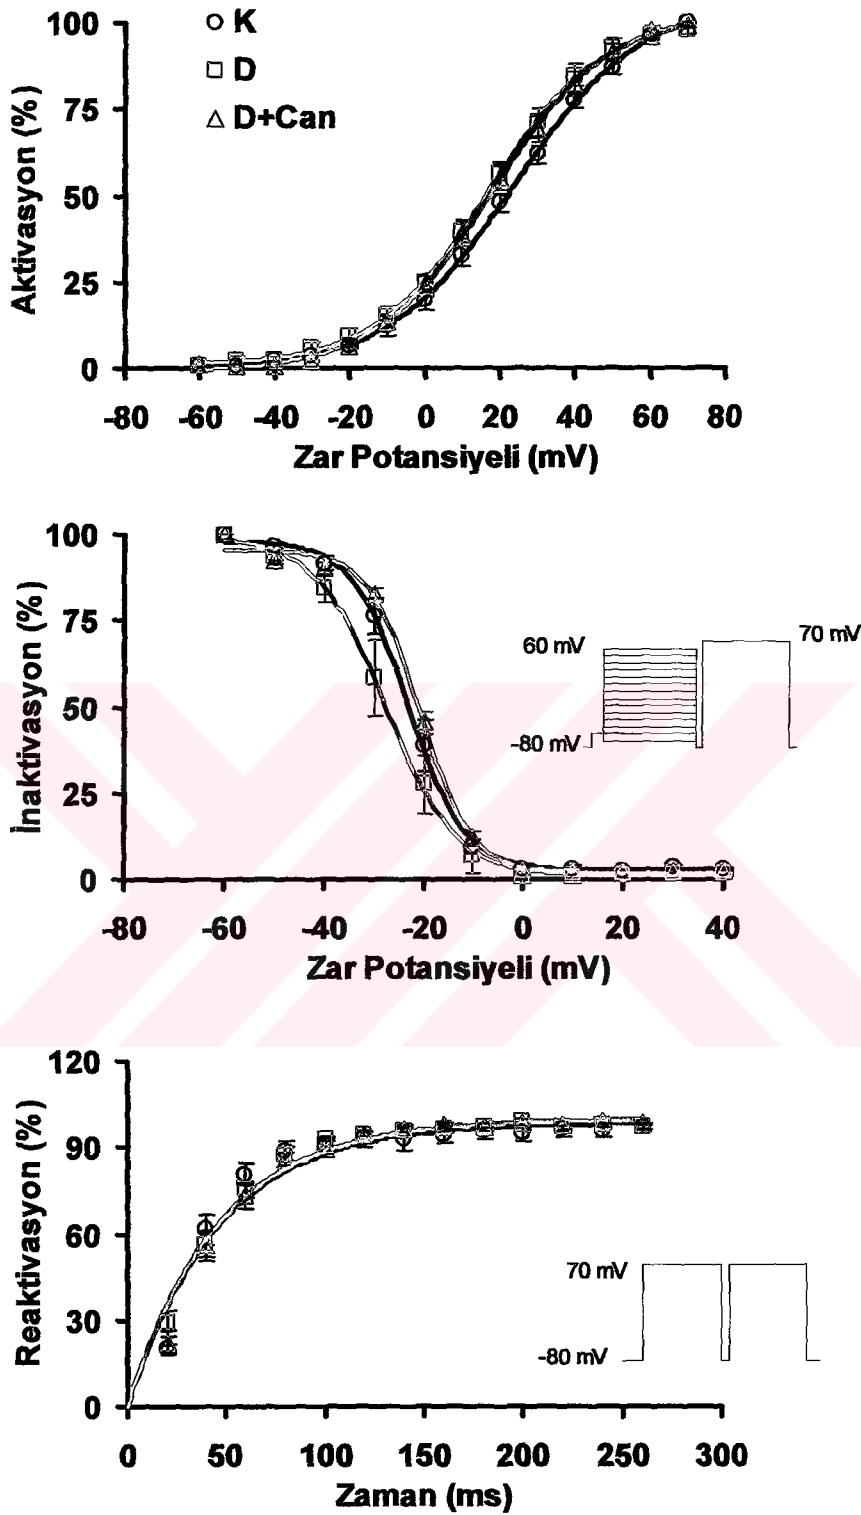 100
75
50
25
0
Aktivasyon (%)
K
D
D+Can
-80 -60 -40 -20 0 20 40 60 80
Zar Potansiyeli (mV)
100
75
50
25
0
İnaktivasyon (%)
60 mV
70 mV
-80 mV
-80 -60 -40 -20 0 20 40
Zar Potansiyeli (mV)
120
90
60
30
0
Reaktivasyon (%)
70 mV
-80 mV
0 50 100 150 200 250 300
Zaman (ms)